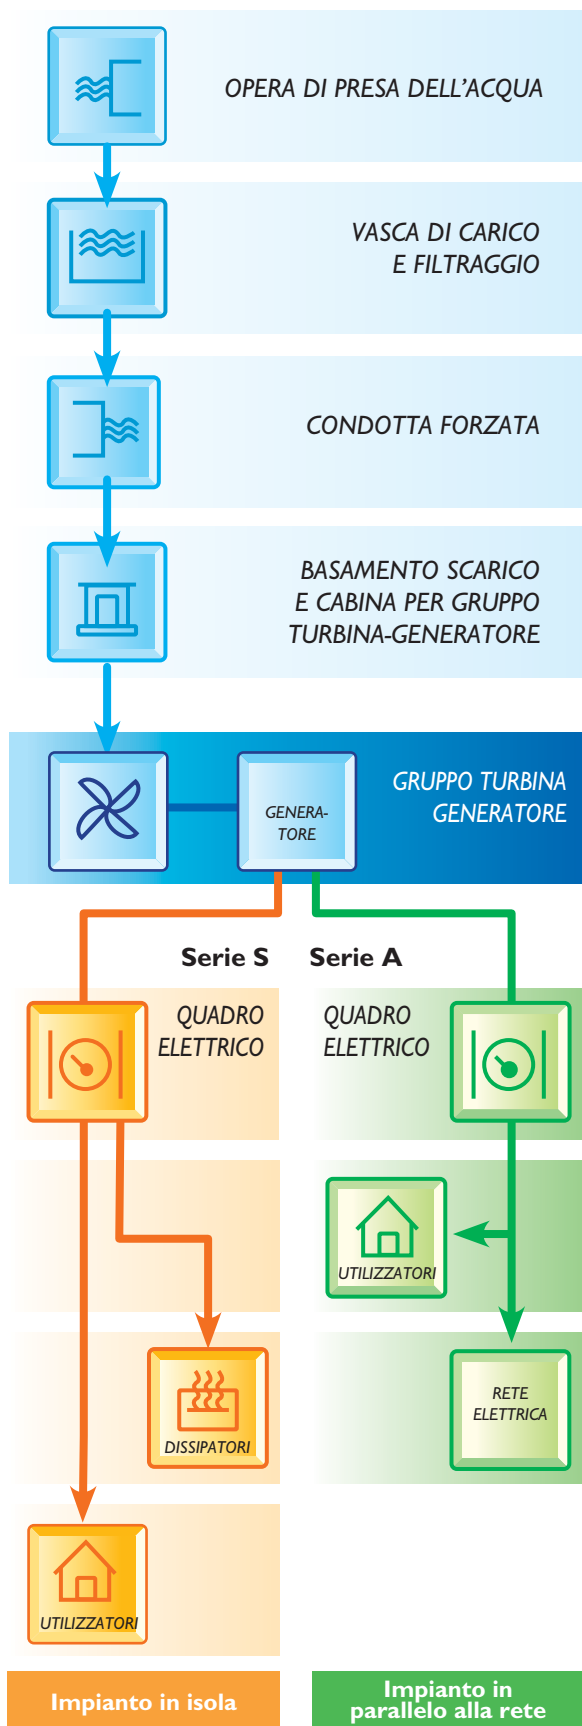 OPERA DI PRESA DELL'ACQUA
VASCA DI CARICO
E FILTRAGGIO
CONDOTTA FORZATA
BASAMENTO SCARICO
E CABINA PER GRUPPO
TURBINA-GENERATORE
GRUPPO TURBINA
GENERATORE
GENERA-
TORE
Serie S
Serie A
QUADRO
ELETTRICO
QUADRO
ELETTRICO
UTILIZZATORI
DISSIPATORI
RETE
ELETTRICA
UTILIZZATORI
Impianto in isola
Impianto in
parallelo alla rete